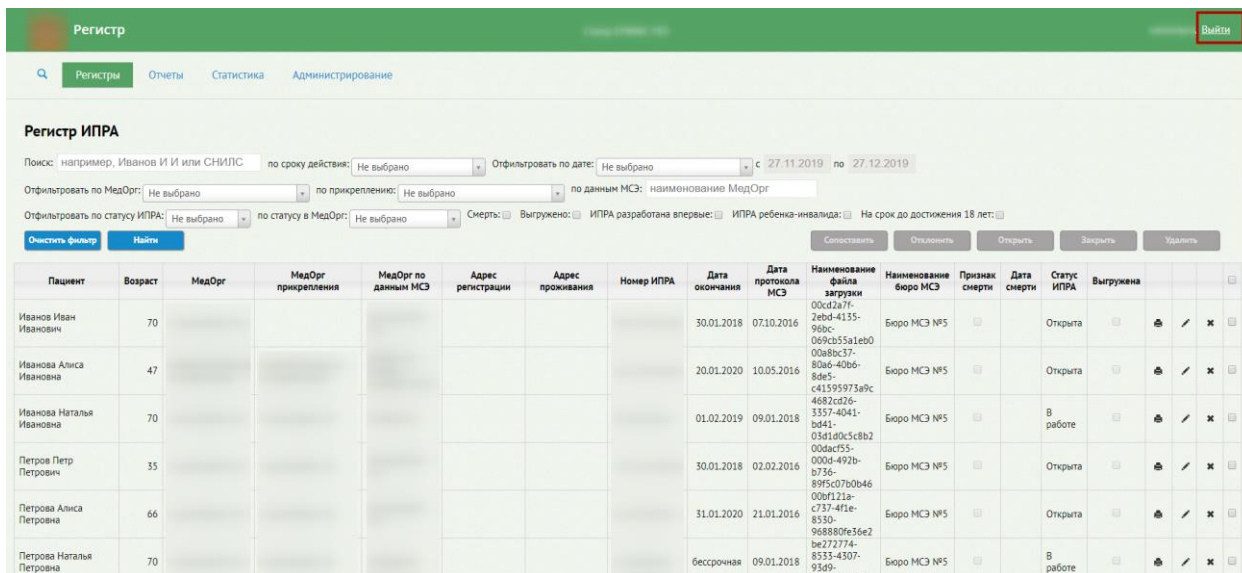 Регистр
Выйти
Регистры Отчеты Статистика Администрирование
Регистр ИПРА
Поиск: например, Иванов И И или СНИЛС по сроку действия: Не выбрано Отфильтровать по дате: Не выбрано с 27.11.2019 по 27.12.2019
Отфильтровать по МедОрг: Не выбрано по прикреплению: Не выбрано по данным МСЭ: наименование МедОрг
Отфильтровать по статусу ИПРА: Не выбрано по статусу в МедОрг: Не выбрано Смерть: Выгружено: ИПРА разработана впервые: ИПРА ребенка-инвалида: На срок до достижения 18 лет:
Очистить фильтр Найти Сопоставить Отклонить Открыть Закрыть Удалить
Пациент Возраст МедОрг МедОрг прикрепления МедОрг по данным МСЭ Адрес регистрации Адрес проживания Номер ИПРА Дата окончания Дата протокола МСЭ Наименование файла загрузки Наименование бюро МСЭ Признак смерти Дата смерти Статус ИПРА Выгружена
Иванов Иван Иванович 70 30.01.2018 07.10.2016 00cd2a7f-2ebd-4135-96bc-069cb55a1eb0 Бюро МСЭ №5 Открыта
Иванова Алиса Ивановна 47 20.01.2020 10.05.2016 00a8bc37-80a6-40b6-8de5-c41595973a9c Бюро МСЭ №5 Открыта
Иванова Наталья Ивановна 70 01.02.2019 09.01.2018 4682cd26-3357-4041-bd41-03d1d0c5c8b2 Бюро МСЭ №5 В работе
Петров Петр Петрович 35 30.01.2018 02.02.2016 00dacf55-000d-492b-b736-89f5c07b0b46 Бюро МСЭ №5 Открыта
Петрова Алиса Петровна 66 31.01.2020 21.01.2016 00bf121a-c737-4f1e-8530-968880fe36e2 Бюро МСЭ №5 Открыта
Петрова Наталья Петровна 70 бессрочная 09.01.2018 be272774-8533-4307-93d9- Бюро МСЭ №5 В работе